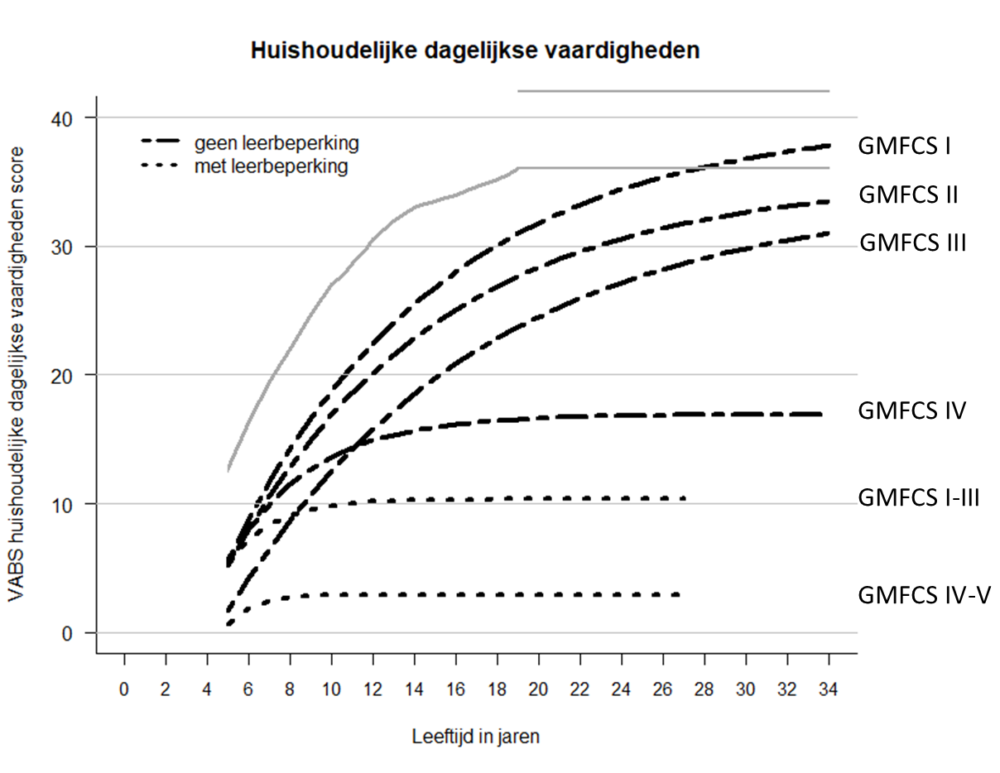 Huishoudelijke dagelijkse vaardigheden
geen leerbeperking
met leerbeperking
VABS huishoudelijke dagelijkse vaardigheden score
40
30
20
10
0
GMFCS I
GMFCS II
GMFCS III
GMFCS IV
GMFCS I-III
GMFCS IV-V
0 2 4 6 8 10 12 14 16 18 20 22 24 26 28 30 32 34
Leeftijd in jaren